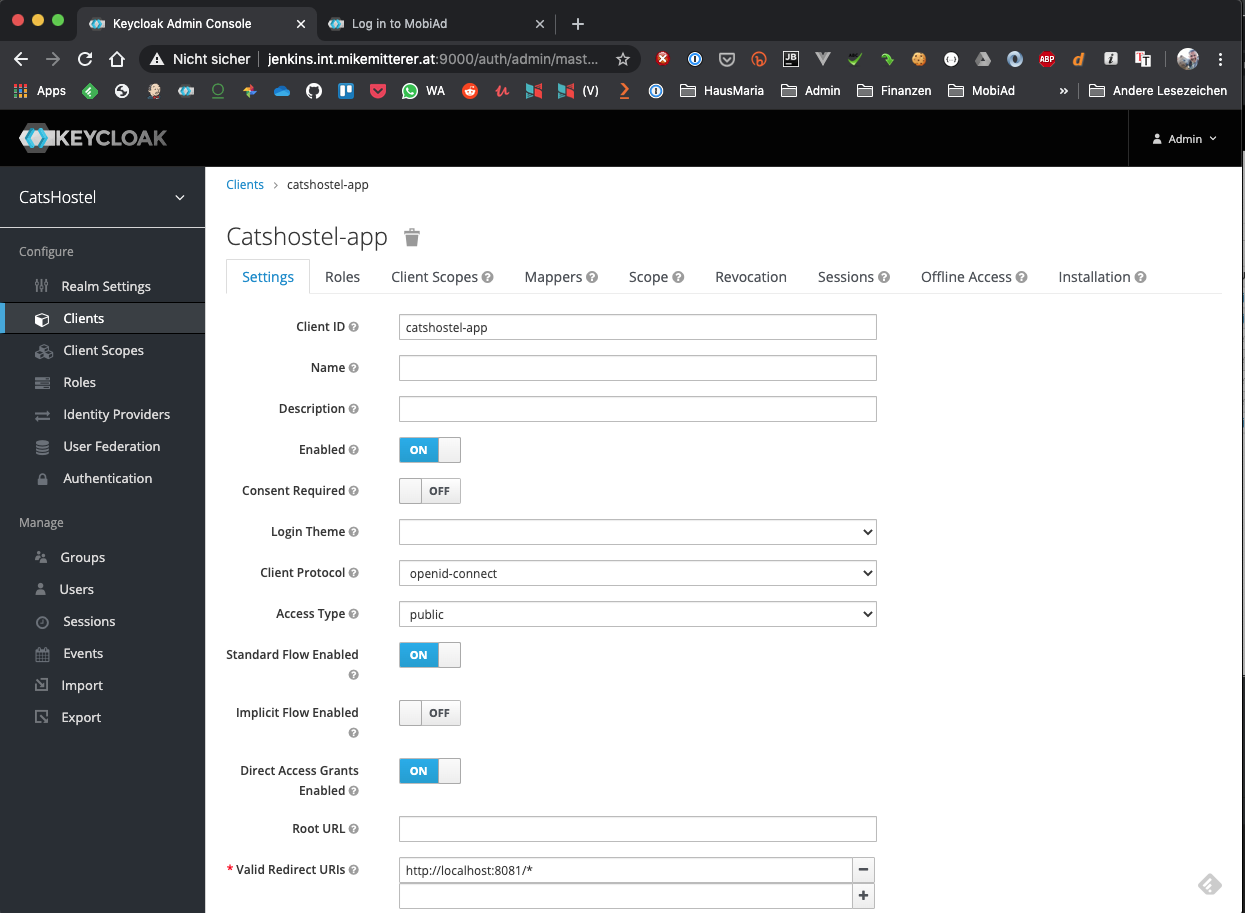 Keycloak Admin Console
Log in to MobiAd
Nicht sicher jenkins.int.mikemitterer.at:9000/auth/admin/mast...
JB
ABP
d
i
Apps
WA
(V)
HausMaria
Admin
Finanzen
MobiAd
»
Andere Lesezeichen
KEYCLOAK
Admin
CatsHostel
Clients > catshostel-app
Configure
Catshostel-app
Realm Settings
Clients
Client Scopes
Roles
Identity Providers
User Federation
Authentication
Manage
Groups
Users
Sessions
Events
Import
Export
Settings Roles Client Scopes Mappers Scope Revocation Sessions Offline Access Installation
Client ID catshostel-app
Name
Description
Enabled ON
Consent Required OFF
Login Theme
Client Protocol openid-connect
Access Type public
Standard Flow Enabled ON
Implicit Flow Enabled OFF
Direct Access Grants ON
Enabled
Root URL
* Valid Redirect URIs http://localhost:8081/*